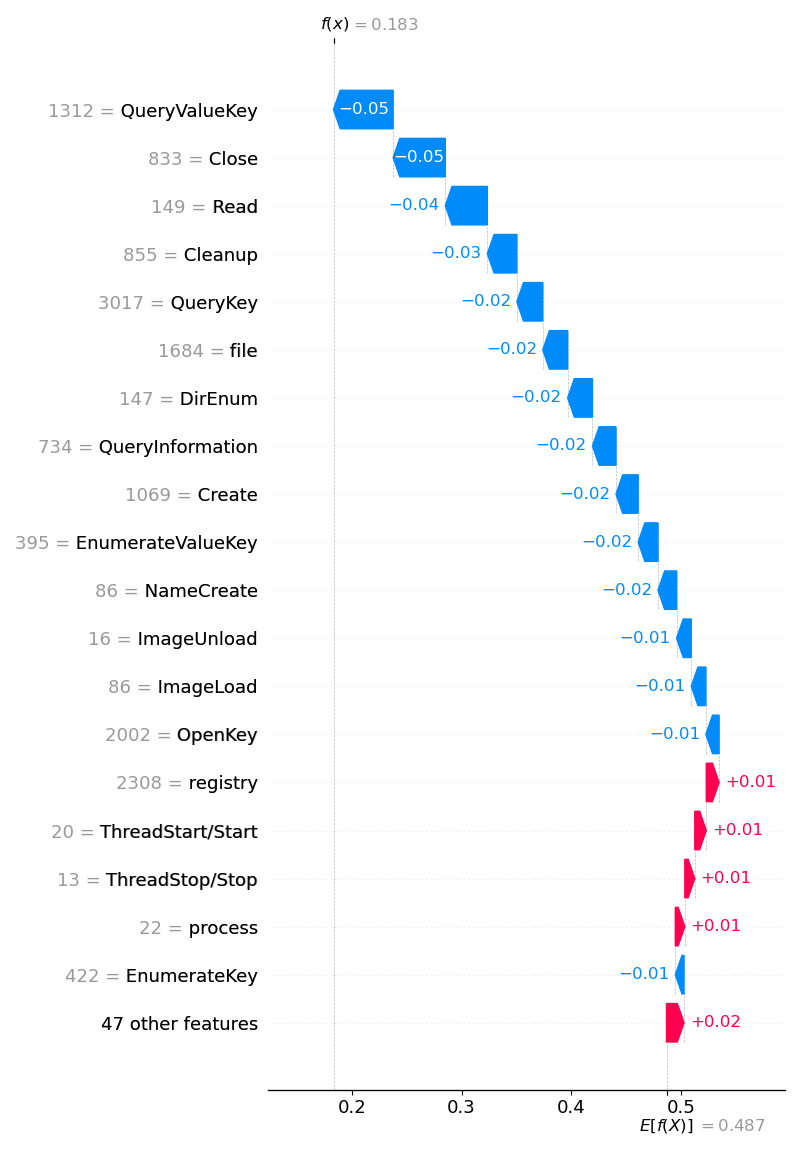 f(x) = 0.183
1312 = QueryValueKey −0.05
833 = Close −0.05
149 = Read −0.04
855 = Cleanup −0.03
3017 = QueryKey −0.02
1684 = file −0.02
147 = DirEnum −0.02
734 = QueryInformation −0.02
1069 = Create −0.02
395 = EnumerateValueKey −0.02
86 = NameCreate −0.02
16 = ImageUnload −0.01
86 = ImageLoad −0.01
2002 = OpenKey −0.01
2308 = registry +0.01
20 = ThreadStart/Start +0.01
13 = ThreadStop/Stop +0.01
22 = process +0.01
422 = EnumerateKey −0.01
47 other features +0.02
0.2 0.3 0.4 0.5
E[f(X)] = 0.487